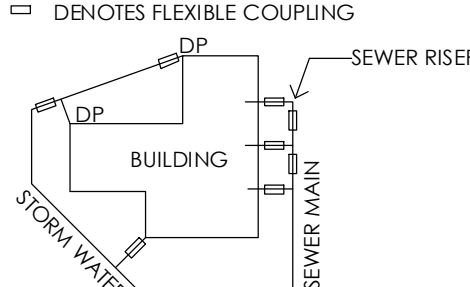 DENOTES FLEXIBLE COUPLING
DP
SEWER RISER
DP
BUILDING
STORM WATER
SEWER MAIN